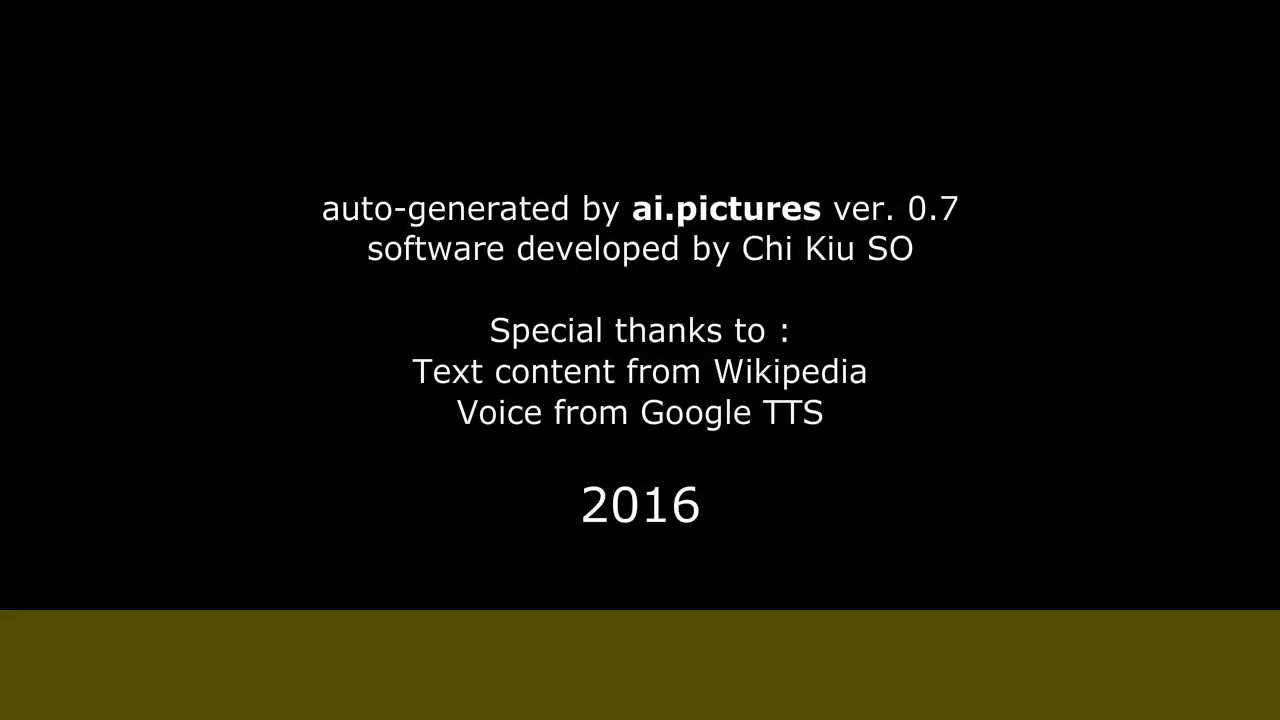 auto-generated by ai.pictures ver. 0.7
software developed by Chi Kiu SO
Special thanks to :
Text content from Wikipedia
Voice from Google TTS
2016